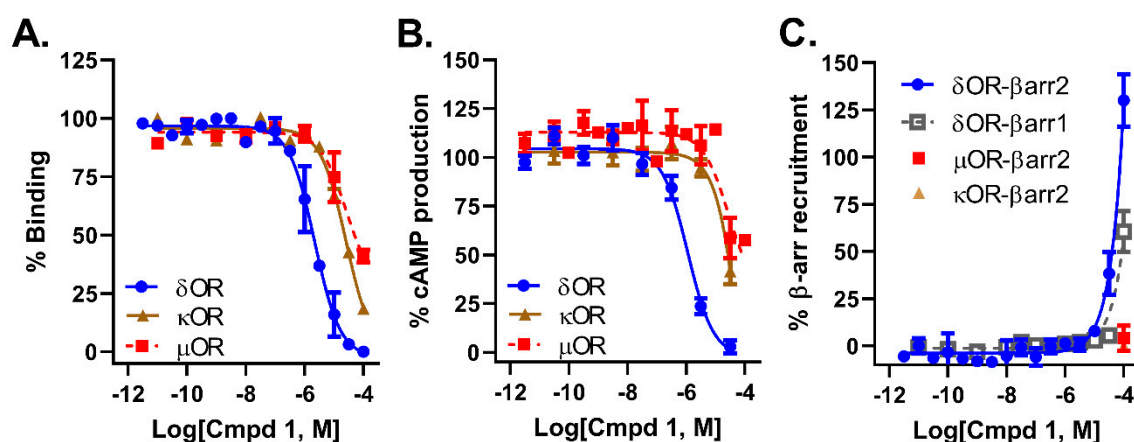 A.
125
100
75
50
25
0
% Binding
δOR
κOR
μOR
-12 -10 -8 -6 -4
Log[Cmpd 1, M]
B.
150
125
100
75
50
25
0
% cAMP production
δOR
κOR
μOR
-12 -10 -8 -6 -4
Log[Cmpd 1, M]
C.
150
125
100
75
50
25
0
% β-arr recruitment
δOR-βarr2
δOR-βarr1
μOR-βarr2
κOR-βarr2
-12 -10 -8 -6 -4
Log[Cmpd 1, M]